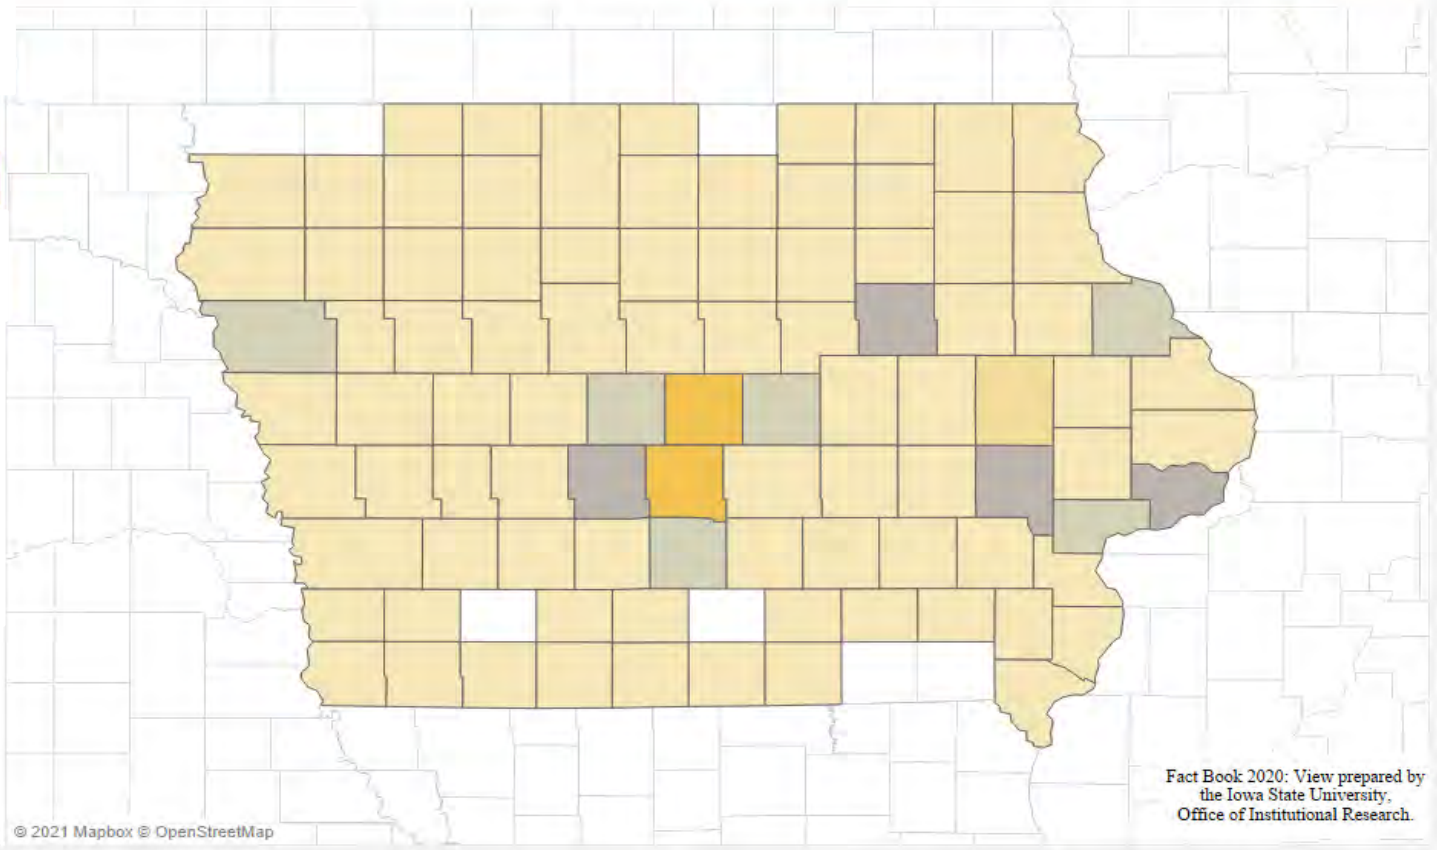 Fact Book 2020: View prepared by
the Iowa State University,
Office of Institutional Research.
© 2021 Mapbox © OpenStreetMap